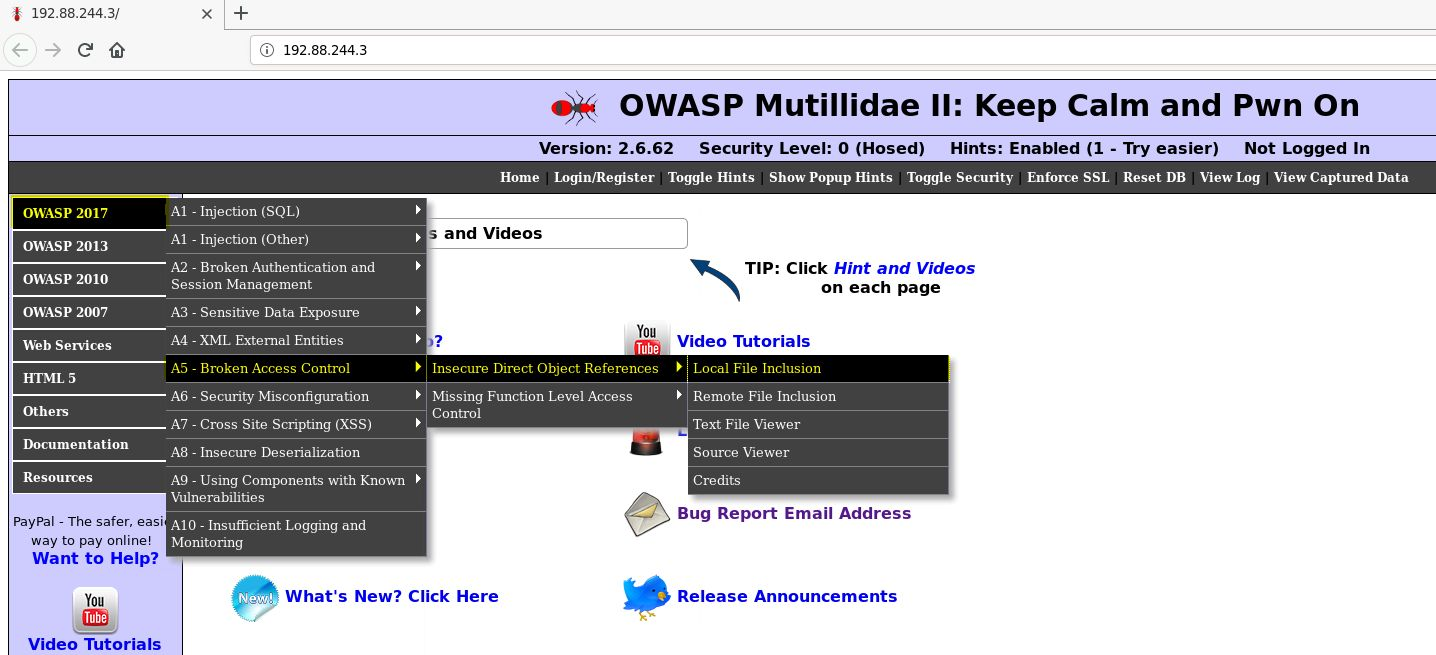 192.88.244.3/
192.88.244.3
OWASP Mutillidae II: Keep Calm and Pwn On
Version: 2.6.62 Security Level: 0 (Hosed) Hints: Enabled (1 - Try easier) Not Logged In
Home | Login/Register | Toggle Hints | Show Popup Hints | Toggle Security | Enforce SSL | Reset DB | View Log | View Captured Data
OWASP 2017
OWASP 2013
OWASP 2010
OWASP 2007
Web Services
HTML 5
Others
Documentation
Resources
A1 - Injection (SQL)
A1 - Injection (Other)
A2 - Broken Authentication and
Session Management
A3 - Sensitive Data Exposure
A4 - XML External Entities
A5 - Broken Access Control
A6 - Security Misconfiguration
A7 - Cross Site Scripting (XSS)
A8 - Insecure Deserialization
A9 - Using Components with Known
Vulnerabilities
A10 - Insufficient Logging and
Monitoring
Insecure Direct Object References
Missing Function Level Access
Control
Local File Inclusion
Remote File Inclusion
Text File Viewer
Source Viewer
Credits
s and Videos
TIP: Click Hint and Videos
on each page
?
You
Tube
Video Tutorials
Bug Report Email Address
New!
What's New? Click Here
Release Announcements
PayPal - The safer, easie
way to pay online!
Want to Help?
You
Tube
Video Tutorials